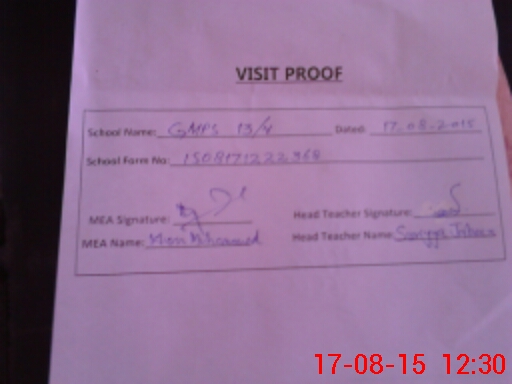 VISIT PROOF
School Name: GMPS 13/4 Dated: 17-08-2015
School Form No: 1508171222368
MEA Signature: Head Teacher Signature:
MEA Name: Head Teacher Name:
17-08-15 12:30